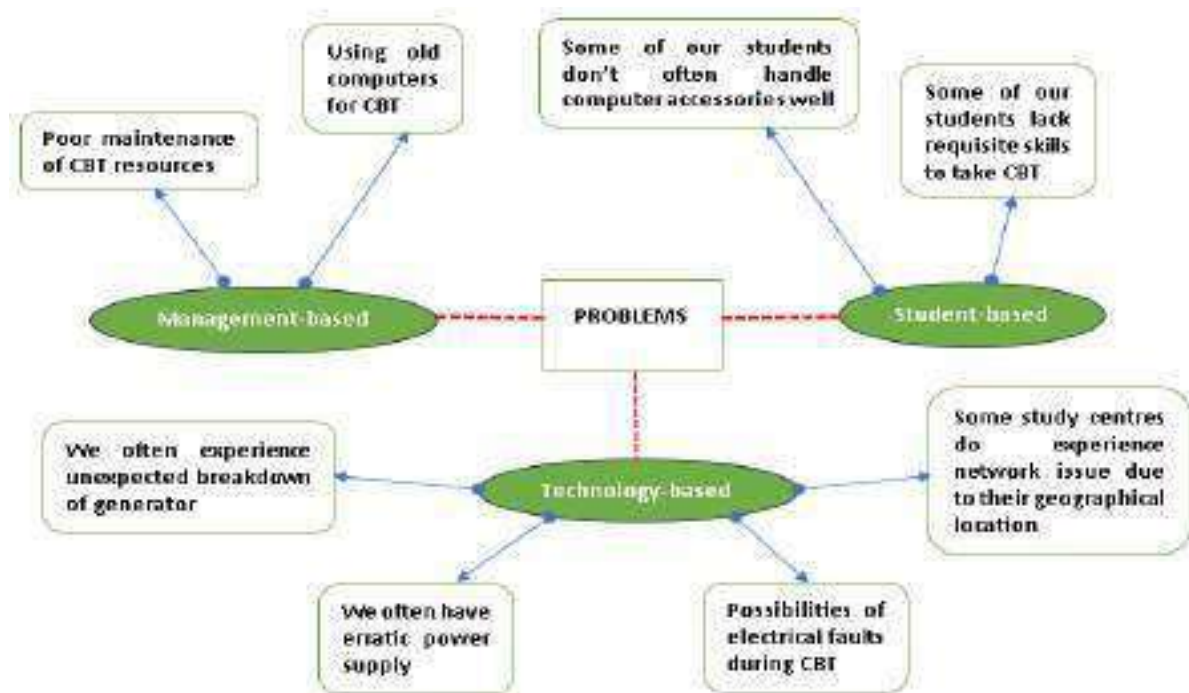 Using old
computers
for CBT
Some of our students
don't often handle
computer accessories well
Some of our
students lack
requisite skills
to take CBT
Poor maintenance
of CBT resources
Management-based
PROBLEMS
Student-based
We often experience
unexpected breakdown
of generator
Technology-based
Some study centres
do experience
network issue due
to their geographical
location
We often have
erratic power
supply
Possibilities of
electrical faults
during CBT